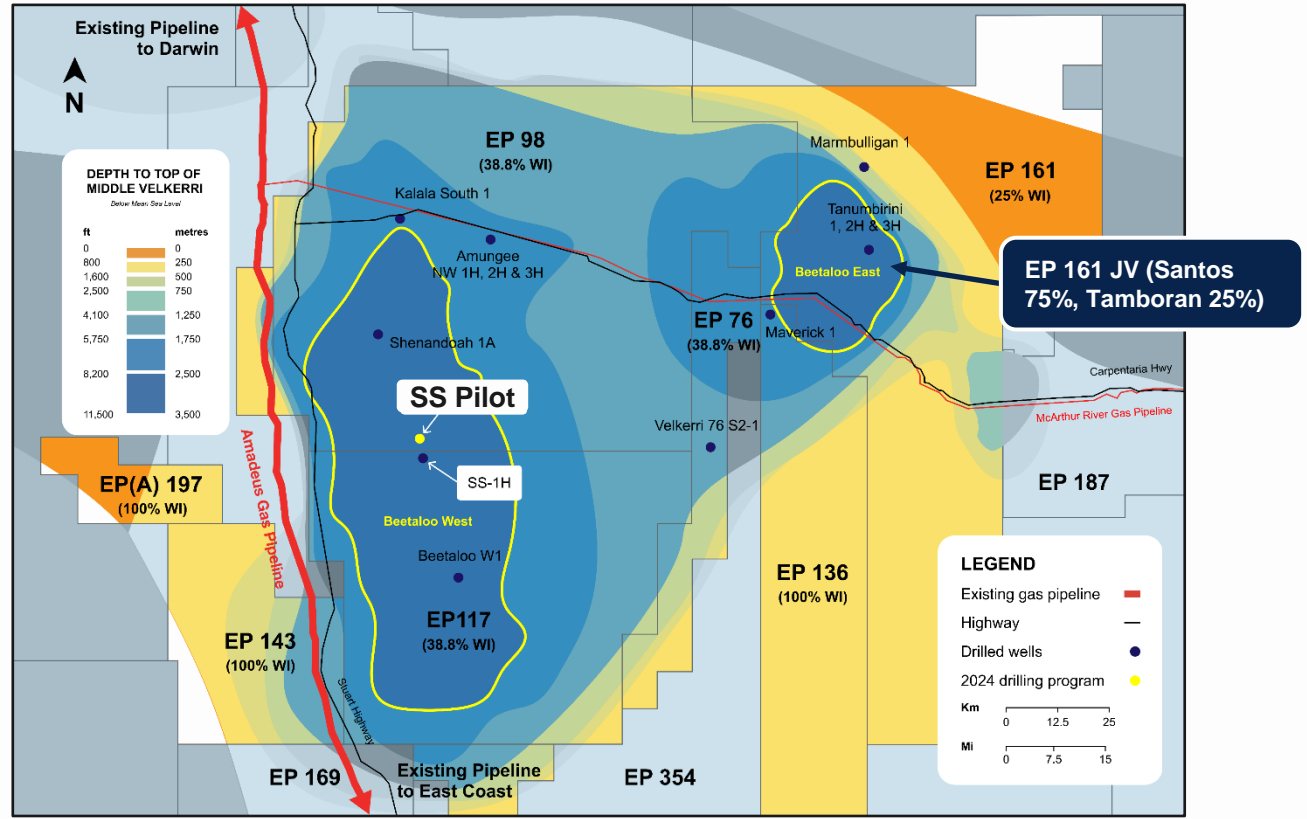 Existing Pipeline
to Darwin
N
EP 98
(38.8% WI)
Marmbulligan 1
EP 161
(25% WI)
DEPTH TO TOP OF
MIDDLE VELKERRI
Below Mean Sea Level
ft metres
0 0
800 250
1,600 500
2,500 750
4,100 1,250
5,750 1,750
8,200 2,500
11,500 3,500
Kalala South 1
Tanumbirini
1, 2H & 3H
Amungee
NW 1H, 2H & 3H
Beetaloo East
EP 161 JV (Santos
75%, Tamboran 25%)
EP 76
(38.8% WI)
Maverick 1
Shenandoah 1A
Carpentaria Hwy
McArthur River Gas Pipeline
SS Pilot
Velkerri 76 S2-1
SS-1H
EP(A) 197
(100% WI)
Amadeus Gas Pipeline
EP 187
Beetaloo West
Beetaloo W1
EP117
(38.8% WI)
EP 136
(100% WI)
EP 143
(100% WI)
Stuart Highway
LEGEND
Existing gas pipeline
Highway
Drilled wells
2024 drilling program
Km
0 12.5 25
Mi
0 7.5 15
EP 169
Existing Pipeline
to East Coast
EP 354